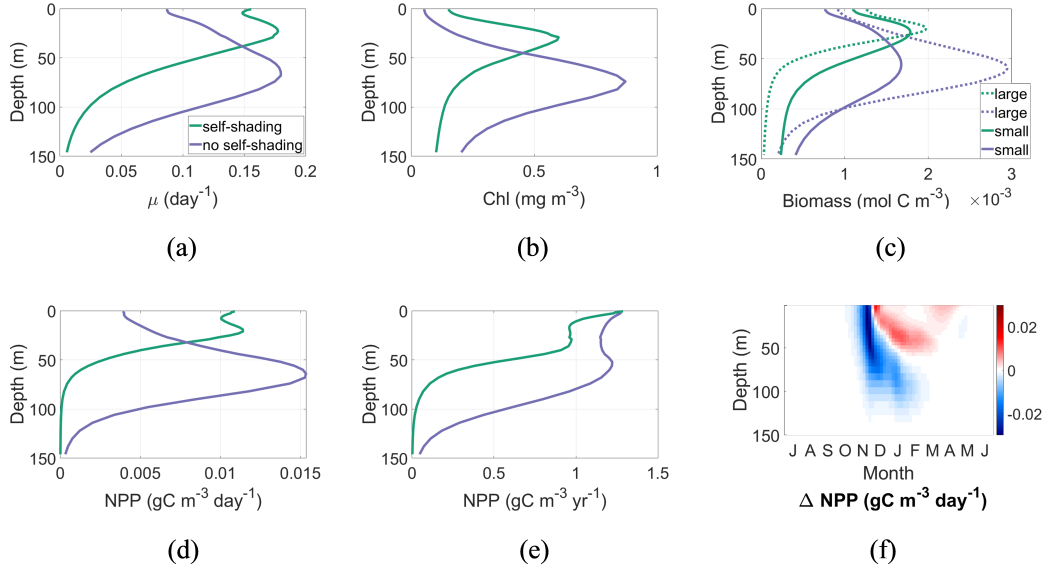 0
50
100
150
Depth (m)
self-shading
no self-shading
0 0.05 0.1 0.15 0.2
μ (day-1)
(a)
0
50
100
150
Depth (m)
0 0.5 1
Chl (mg m-3)
(b)
0
50
100
150
Depth (m)
large
large
small
small
0 1 2 3
Biomass (mol C m-3) ×10-3
(c)
0
50
100
150
Depth (m)
0 0.005 0.01 0.015
NPP (gC m-3 day-1)
(d)
0
50
100
150
Depth (m)
0 0.5 1 1.5
NPP (gC m-3 yr-1)
(e)
0
50
100
150
Depth (m)
0.02
0
-0.02
J A S O N D J F M A M J
Month
Δ NPP (gC m-3 day-1)
(f)